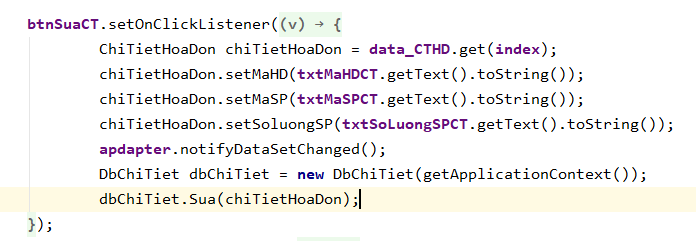 btnSuaCT.setOnClickListener((v) → {
ChiTietHoaDon chiTietHoaDon = data_CTHD.get(index);
chiTietHoaDon.setMaHD(txtMaHDCT.getText().toString());
chiTietHoaDon.setMaSP(txtMaSPCT.getText().toString());
chiTietHoaDon.setSoluongSP(txtSoLuongSPCT.getText().toString());
apdapter.notifyDataSetChanged();
DbChiTiet dbChiTiet = new DbChiTiet(getApplicationContext());
dbChiTiet.Sua(chiTietHoaDon);
});